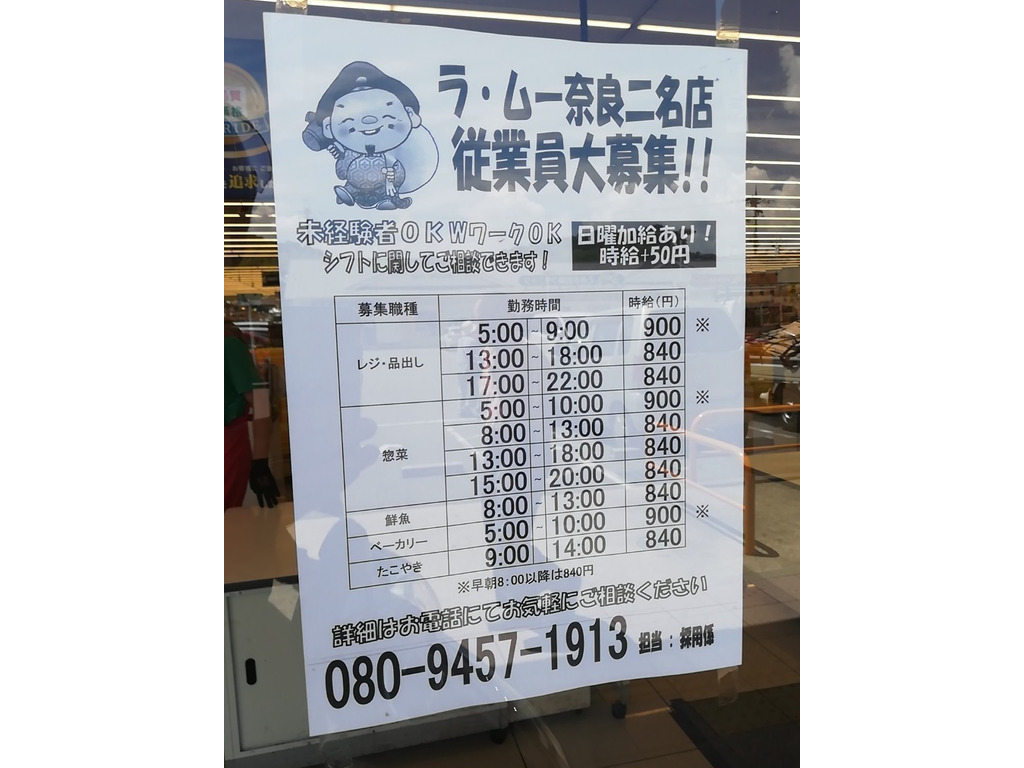 ラ・ムー奈良二名店
従業員大募集!!
未経験者OKWワークOK
シフトに関してご相談できます!
日曜加給あり!
時給+50円
募集職種 勤務時間 時給(円)
レジ・品出し 5:00 ~ 9:00 900 ※
13:00 ~ 18:00 840
17:00 ~ 22:00 840
惣菜 5:00 ~ 10:00 900 ※
8:00 ~ 13:00 840
13:00 ~ 18:00 840
15:00 ~ 20:00 840
鮮魚 8:00 ~ 13:00 840
ベーカリー 5:00 ~ 10:00 900 ※
たこやき 9:00 ~ 14:00 840
※早朝8:00以降は840円
詳細はお電話にてお気軽にご相談ください
080-9457-1913 担当:採用係